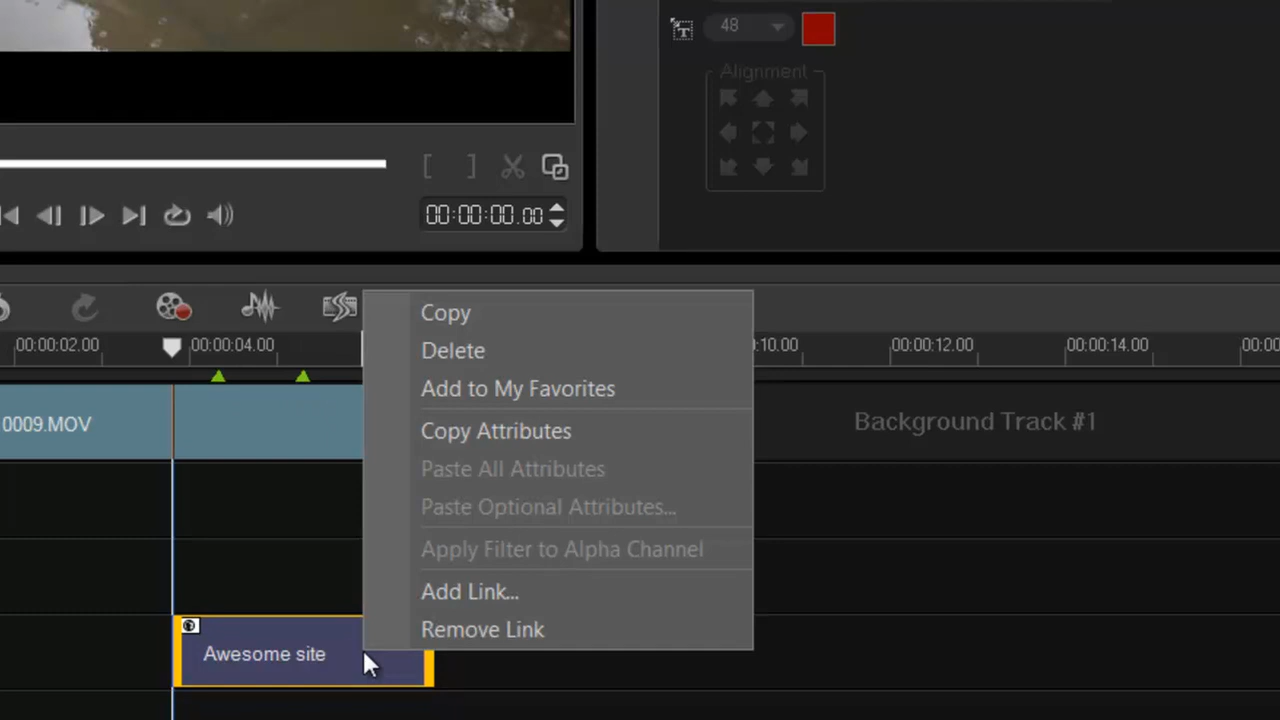 48
Alignment
[ ]
00:00:00.00
00:00:02.00
00:00:04.00
:10.00
00:00:12.00
00:00:14.00
00:00
Copy
Delete
Add to My Favorites
Copy Attributes
Paste All Attributes
Paste Optional Attributes...
Apply Filter to Alpha Channel
Add Link...
Remove Link
0009.MOV
Background Track #1
Awesome site